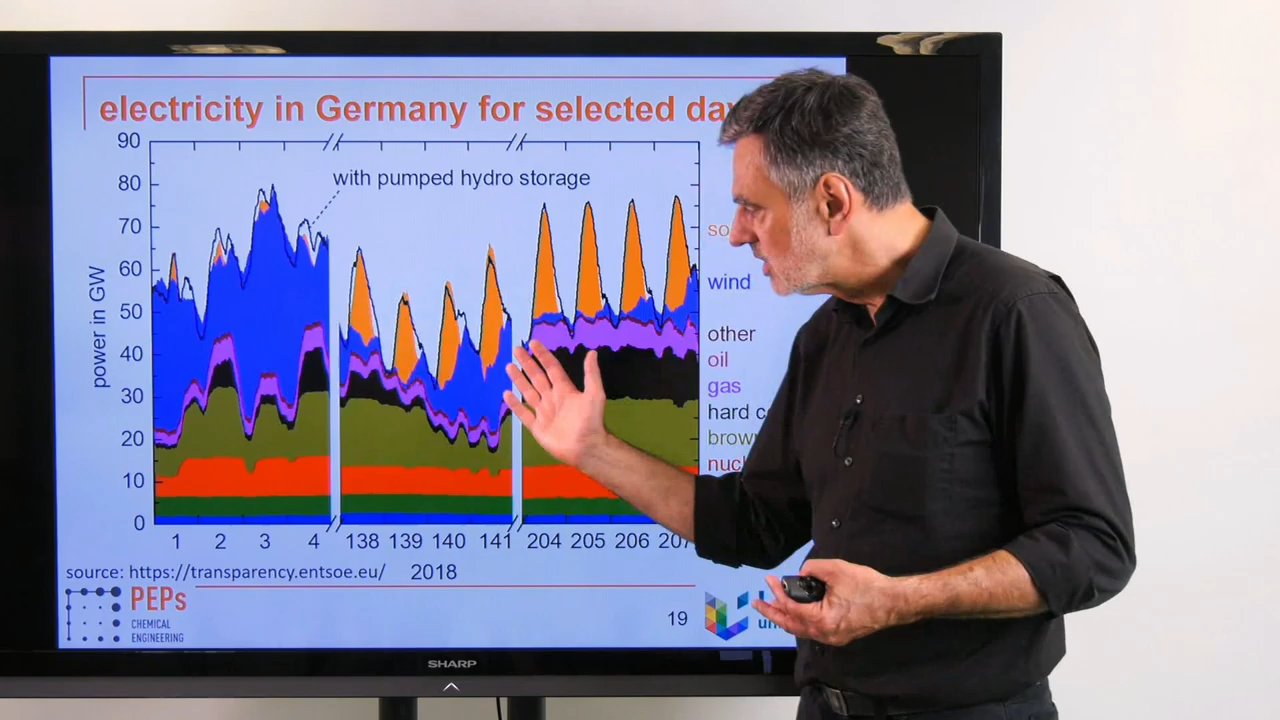 electricity in Germany for selected
90
80
70
60
50
40
30
20
10
0
power in GW
with pumped hydro storage
wind
other
oil
gas
hard
1 2 3 4 138 139 140 141 204 205 206 207
source: https://transparency.entsoe.eu/ 2018
PEPs
CHEMICAL
ENGINEERING
19
SHARP